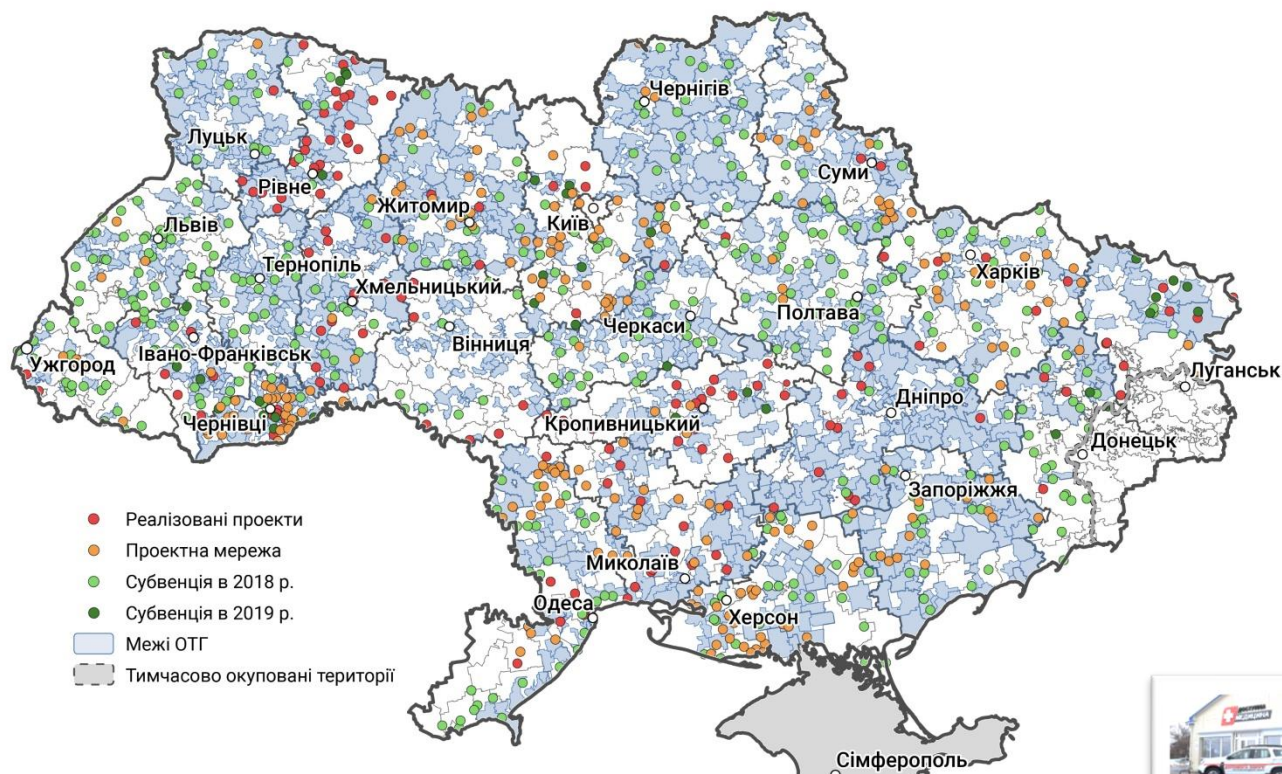 Чернігів
Луцьк
Рівне
Суми
Житомир
Київ
Львів
Тернопіль
Харків
Хмельницький
Полтава
Черкаси
Вінниця
Івано-Франківськ
Ужгород
Луганськ
Дніпро
Кропивницький
Чернівці
Донецьк
Запоріжжя
Реалізовані проекти
Проектна мережа
Миколаїв
Субвенція в 2018 р.
Одеса
Херсон
Субвенція в 2019 р.
Межі ОТГ
Тимчасово окуповані території
Сімферополь